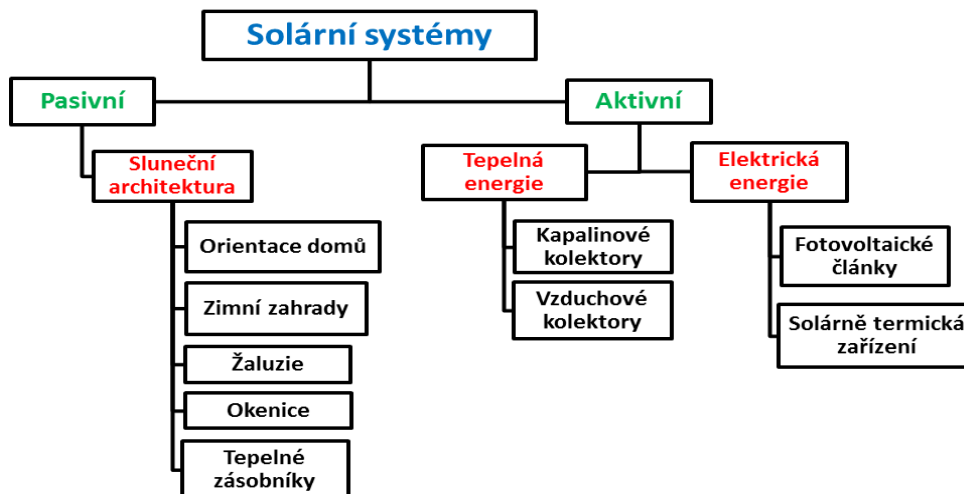 Solární systémy
Pasivní
Aktivní
Sluneční
architektura
Tepelná
energie
Elektrická
energie
Orientace domů
Zimní zahrady
Žaluzie
Okenice
Tepelné
zásobníky
Kapalinové
kolektory
Vzduchové
kolektory
Fotovoltaické
články
Solárně termická
zařízení